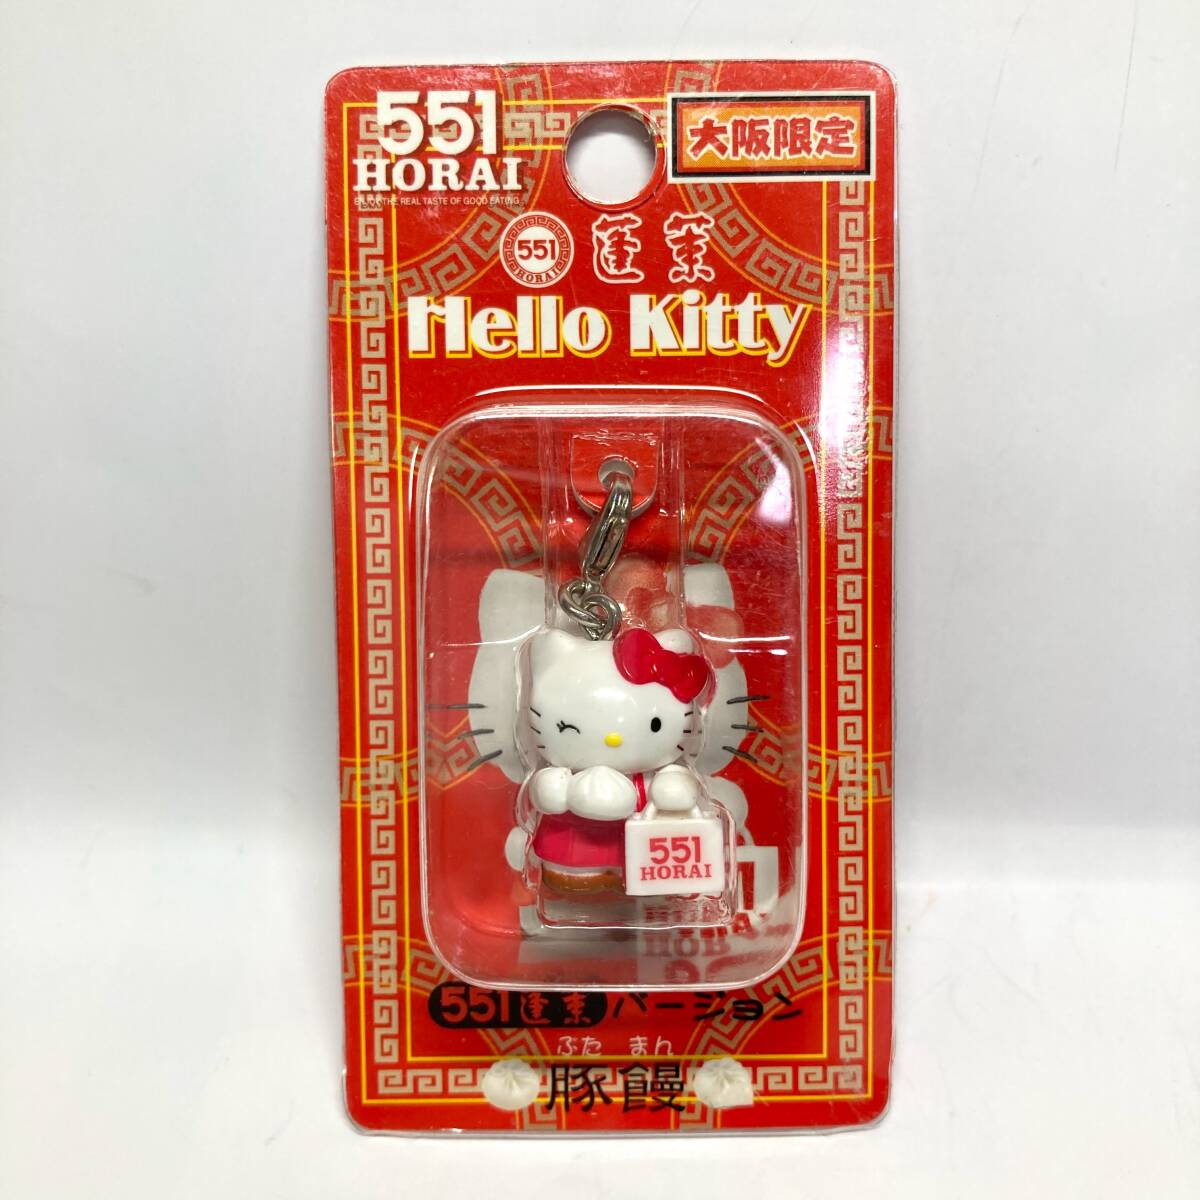 551
HORAI
ENJOY THE REAL TASTE OF GOOD EATING
大阪限定
551
HORAI
蓬莱
Hello Kitty
551
HORAI
551蓬莱バージョン
ぶた まん
豚饅